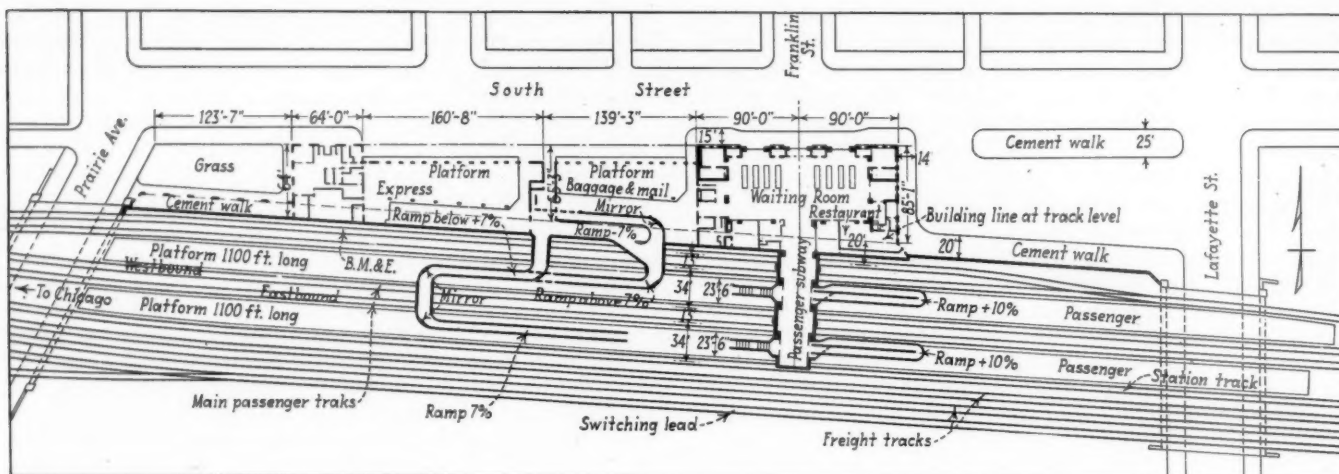 Franklin St.
South Street
Prairie Ave.
123'-7"
64'-0"
160'-8"
139'-3"
90'-0"
90'-0"
15'
14'
Cement walk 25'
Grass
Platform
Express
Platform
Baggage & mail
Mirror
Waiting Room
Restaurant
85'-1"
Building line at track level
Lafayette St.
Cement walk
Ramp below +7%
Ramp-7%
20'
20'
Cement walk
Platform 1100 ft. long
Westbound
B.M.&E.
Eastbound
To Chicago
Platform 1100 ft. long
Mirror
Ramp above 7%
34'
23'-6"
Passenger subway
Ramp +10%
Passenger
34'
23'-6"
Ramp +10%
Passenger
Station track
Main passenger traks
Ramp 7%
Switching lead
Freight tracks